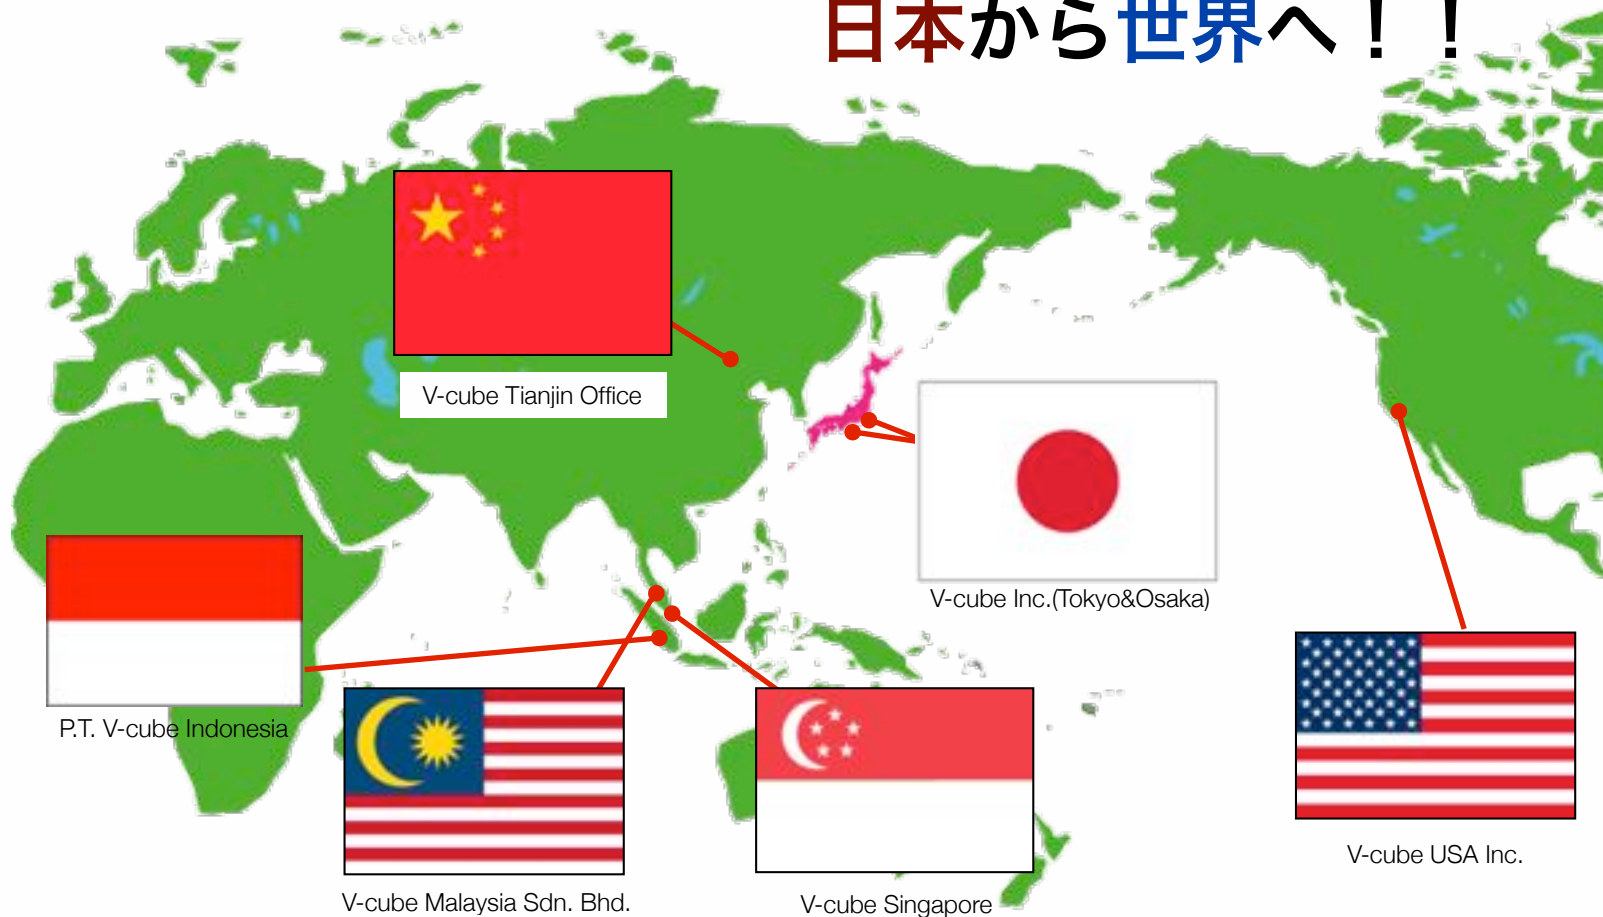 日本から世界へ！！
V-cube Tianjin Office
V-cube Inc.(Tokyo&Osaka)
P.T. V-cube Indonesia
V-cube USA Inc.
V-cube Malaysia Sdn. Bhd.
V-cube Singapore